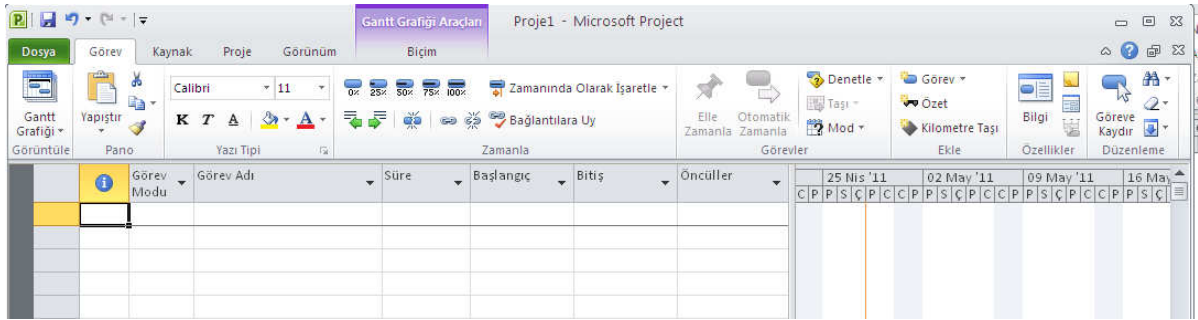 Gantt Grafiği Araçları
Proje1 - Microsoft Project
Dosya Görev Kaynak Proje Görünüm Biçim
Gantt Grafiği
Yapıştır
Calibri 11
K T A A
0% 25% 50% 75% 100%
Zamanında Olarak İşaretle
Bağlantılara Uy
Elle Zamanla
Otomatik Zamanla
Denetle
Taşı
Mod
Görev
Özet
Kilometre Taşı
Bilgi
Göreve Kaydır
Görüntüle Pano Yazı Tipi Zamanla Görevler Ekle Özellikler Düzenleme
Görev Modu
Görev Adı
Süre
Başlangıç
Bitiş
Öncüller
25 Nis '11 02 May '11 09 May '11 16 May
C P P S Ç P C C P P S Ç P C C P P S Ç P C C P P S Ç